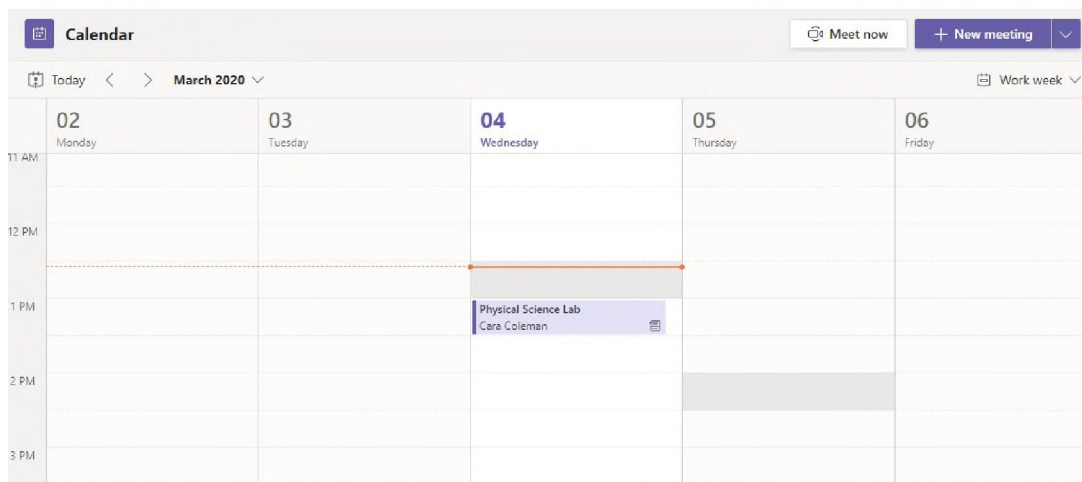 Calendar
Meet now
+ New meeting
Today
March 2020
Work week
02
03
04
05
06
Monday
Tuesday
Wednesday
Thursday
Friday
11 AM
12 PM
1 PM
Physical Science Lab
Cara Coleman
2 PM
3 PM